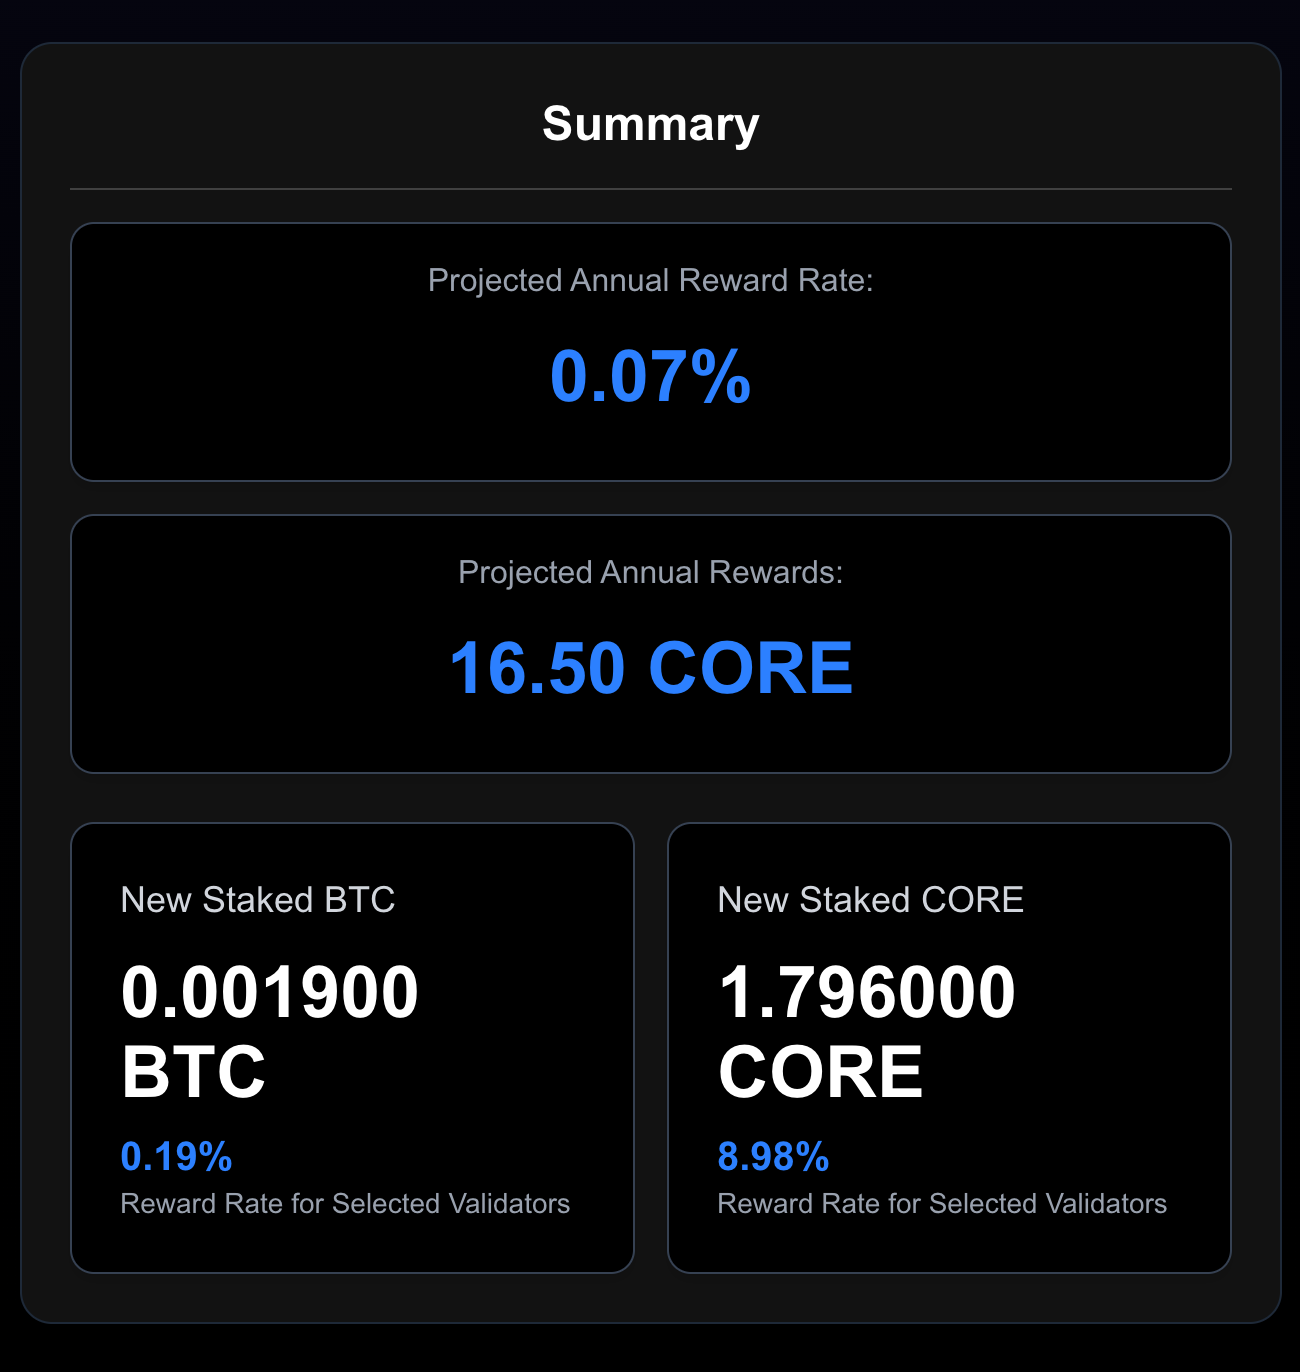 Summary
Projected Annual Reward Rate:
0.07%
Projected Annual Rewards:
16.50 CORE
New Staked BTC
0.001900
BTC
0.19%
Reward Rate for Selected Validators
New Staked CORE
1.796000
CORE
8.98%
Reward Rate for Selected Validators